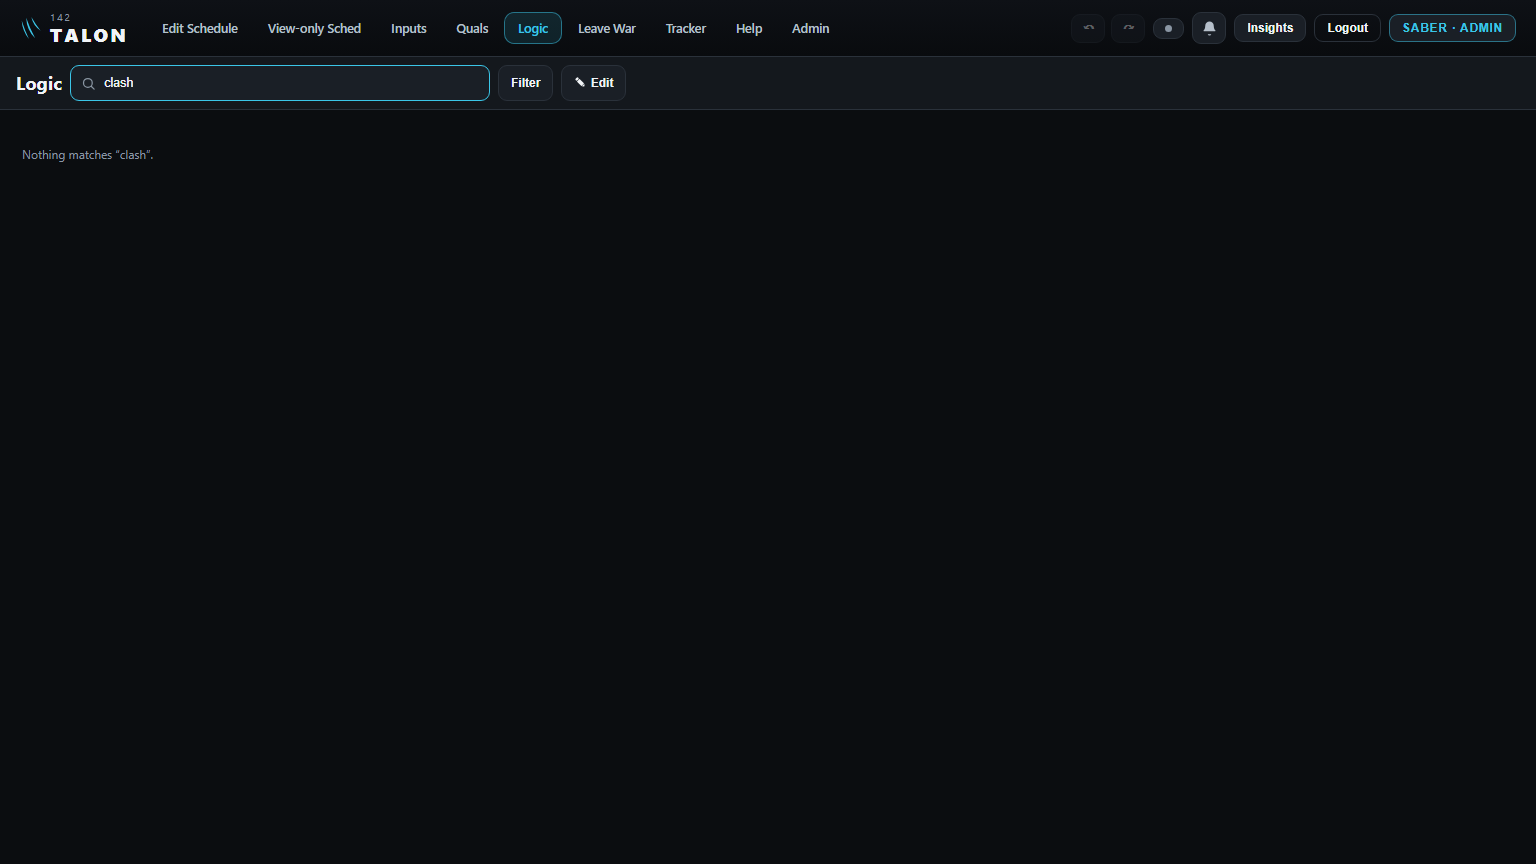 142
TALON
Edit Schedule
View-only Sched
Inputs
Quals
Logic
Leave War
Tracker
Help
Admin
Insights
Logout
SABER · ADMIN
Logic
clash
Filter
Edit
Nothing matches “clash”.